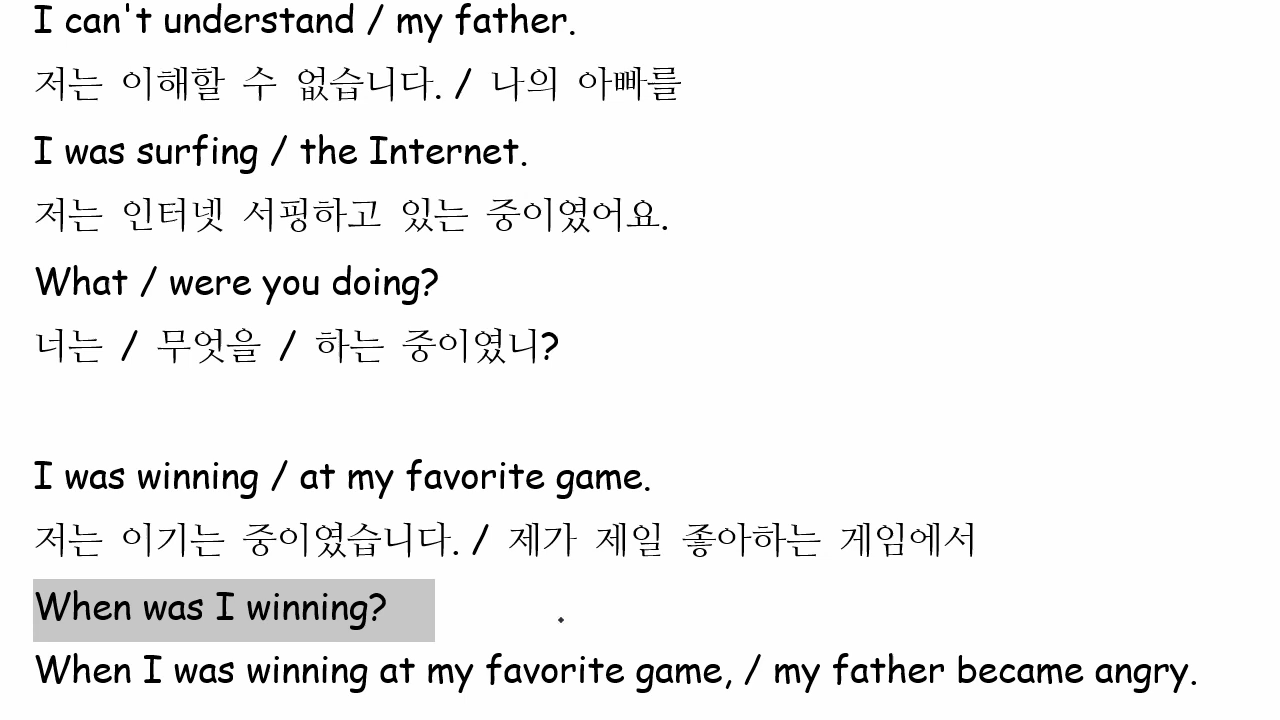 I can't understand / my father.
저는 이해할 수 없습니다. / 나의 아빠를
I was surfing / the Internet.
저는 인터넷 서핑하고 있는 중이였어요.
What / were you doing?
너는 / 무엇을 / 하는 중이였니?
I was winning / at my favorite game.
저는 이기는 중이였습니다. / 제가 제일 좋아하는 게임에서
When was I winning?
When I was winning at my favorite game, / my father became angry.